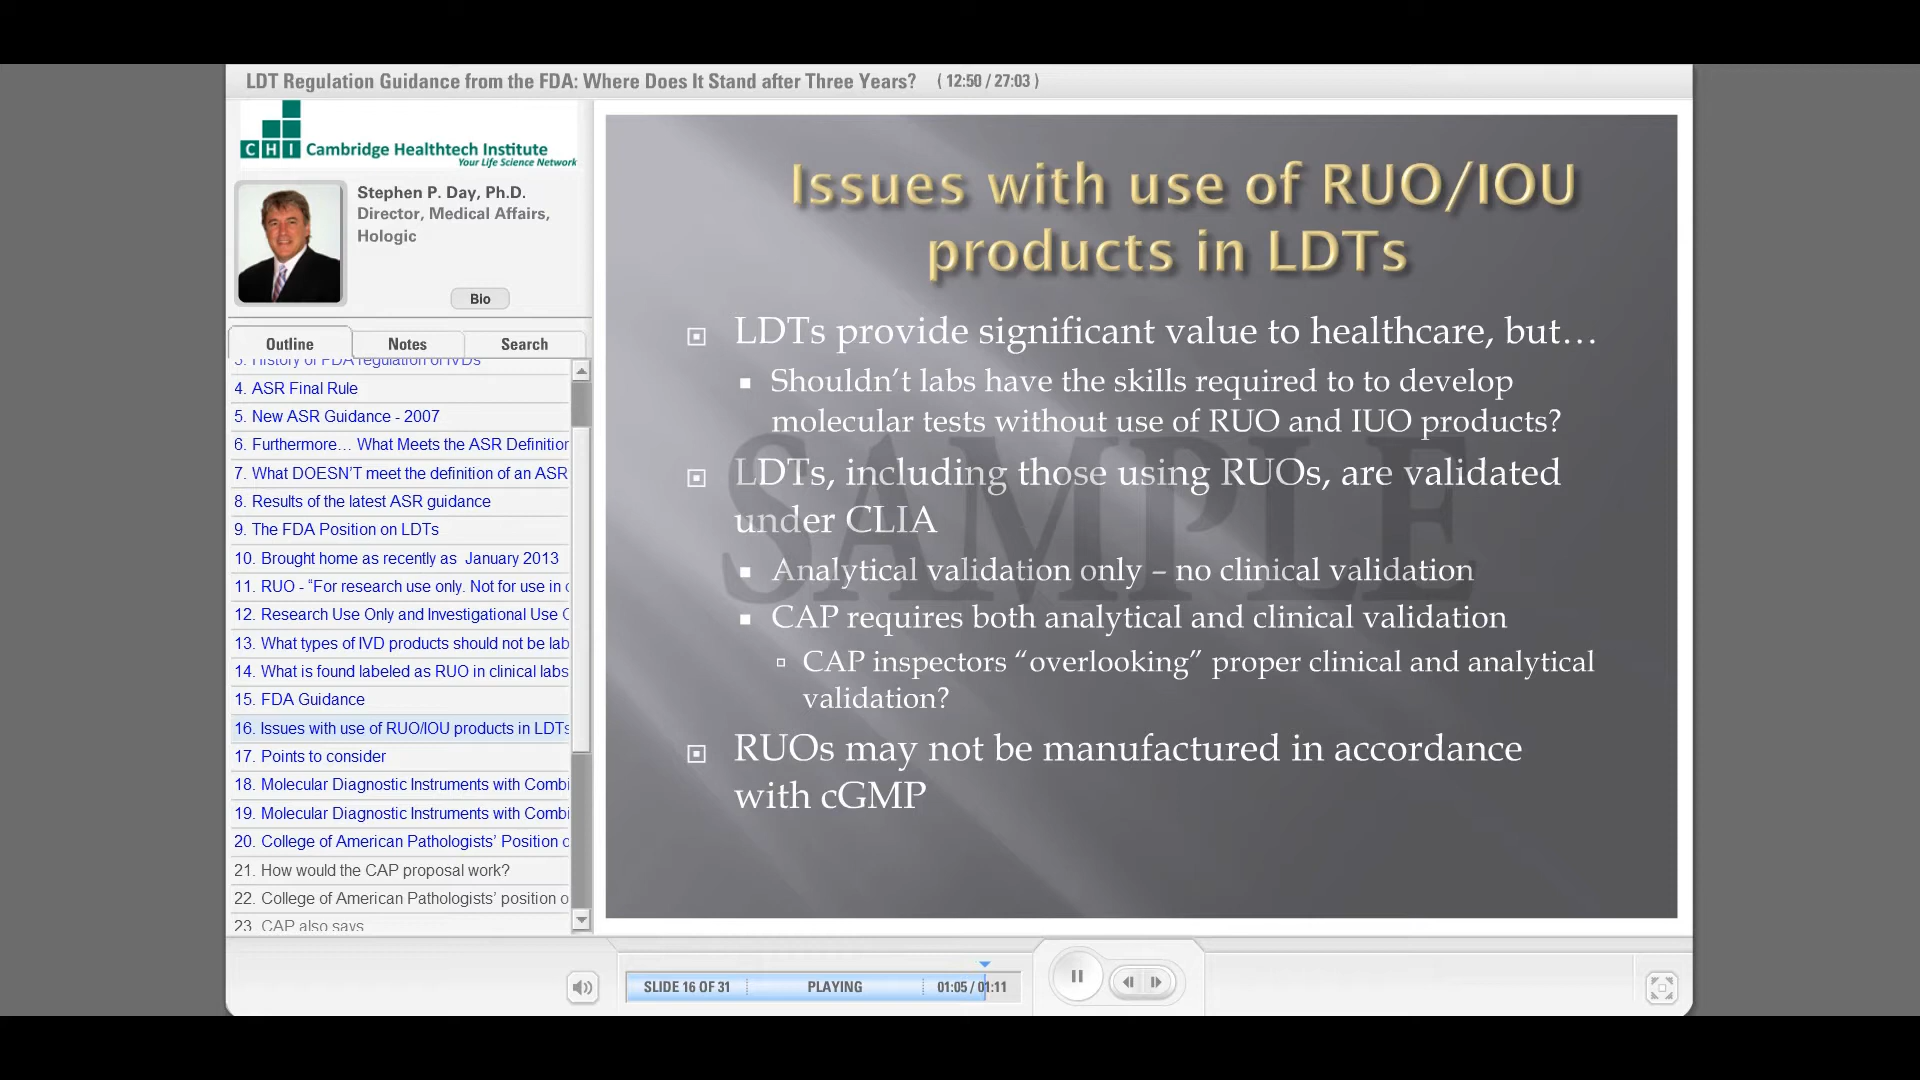 LDT Regulation Guidance from the FDA: Where Does It Stand after Three Years? ( 12:50 / 27:03 )
CHI Cambridge Healthtech Institute
Your Life Science Network
Stephen P. Day, Ph.D.
Director, Medical Affairs,
Hologic
Bio
Outline Notes Search
3. History of FDA regulation of IVDs
4. ASR Final Rule
5. New ASR Guidance - 2007
6. Furthermore… What Meets the ASR Definition
7. What DOESN'T meet the definition of an ASR
8. Results of the latest ASR guidance
9. The FDA Position on LDTs
10. Brought home as recently as January 2013
11. RUO - “For research use only. Not for use in
12. Research Use Only and Investigational Use
13. What types of IVD products should not be lab
14. What is found labeled as RUO in clinical labs
15. FDA Guidance
16. Issues with use of RUO/IOU products in LDTs
17. Points to consider
18. Molecular Diagnostic Instruments with Combi
19. Molecular Diagnostic Instruments with Combi
20. College of American Pathologists’ Position
21. How would the CAP proposal work?
22. College of American Pathologists’ position o
23. CAP also says
Issues with use of RUO/IOU
products in LDTs
LDTs provide significant value to healthcare, but…
Shouldn’t labs have the skills required to to develop
molecular tests without use of RUO and IUO products?
LDTs, including those using RUOs, are validated
under CLIA
Analytical validation only – no clinical validation
CAP requires both analytical and clinical validation
CAP inspectors “overlooking” proper clinical and analytical
validation?
RUOs may not be manufactured in accordance
with cGMP
SAMPLE
SLIDE 16 OF 31 PLAYING 01:05 / 01:11